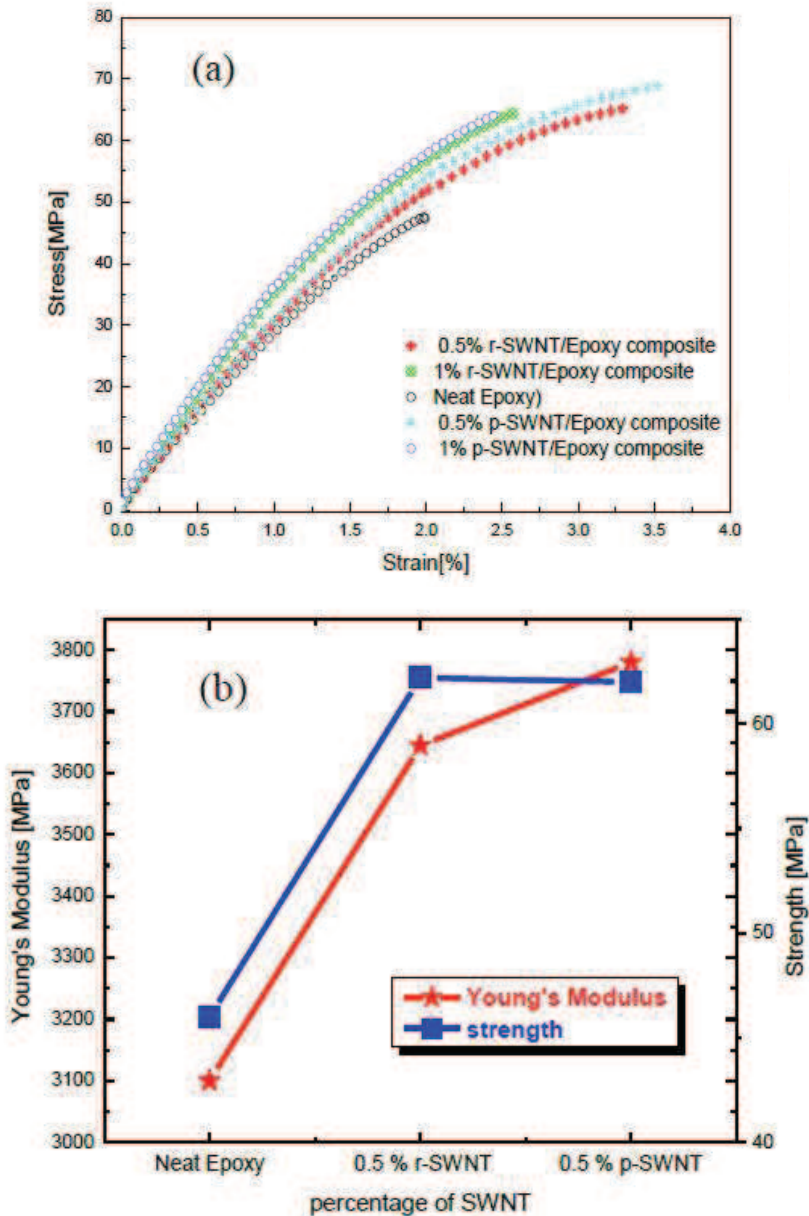 (a)
Stress[MPa]
80
70
60
50
40
30
20
10
0
0.5% r-SWNT/Epoxy composite
1% r-SWNT/Epoxy composite
Neat Epoxy)
0.5% p-SWNT/Epoxy composite
1% p-SWNT/Epoxy composite
0.0 0.5 1.0 1.5 2.0 2.5 3.0 3.5 4.0
Strain[%]
(b)
Young's Modulus [MPa]
3800
3700
3600
3500
3400
3300
3200
3100
3000
60
50
40
Strength [MPa]
Young's Modulus
strength
Neat Epoxy 0.5 % r-SWNT 0.5 % p-SWNT
percentage of SWNT